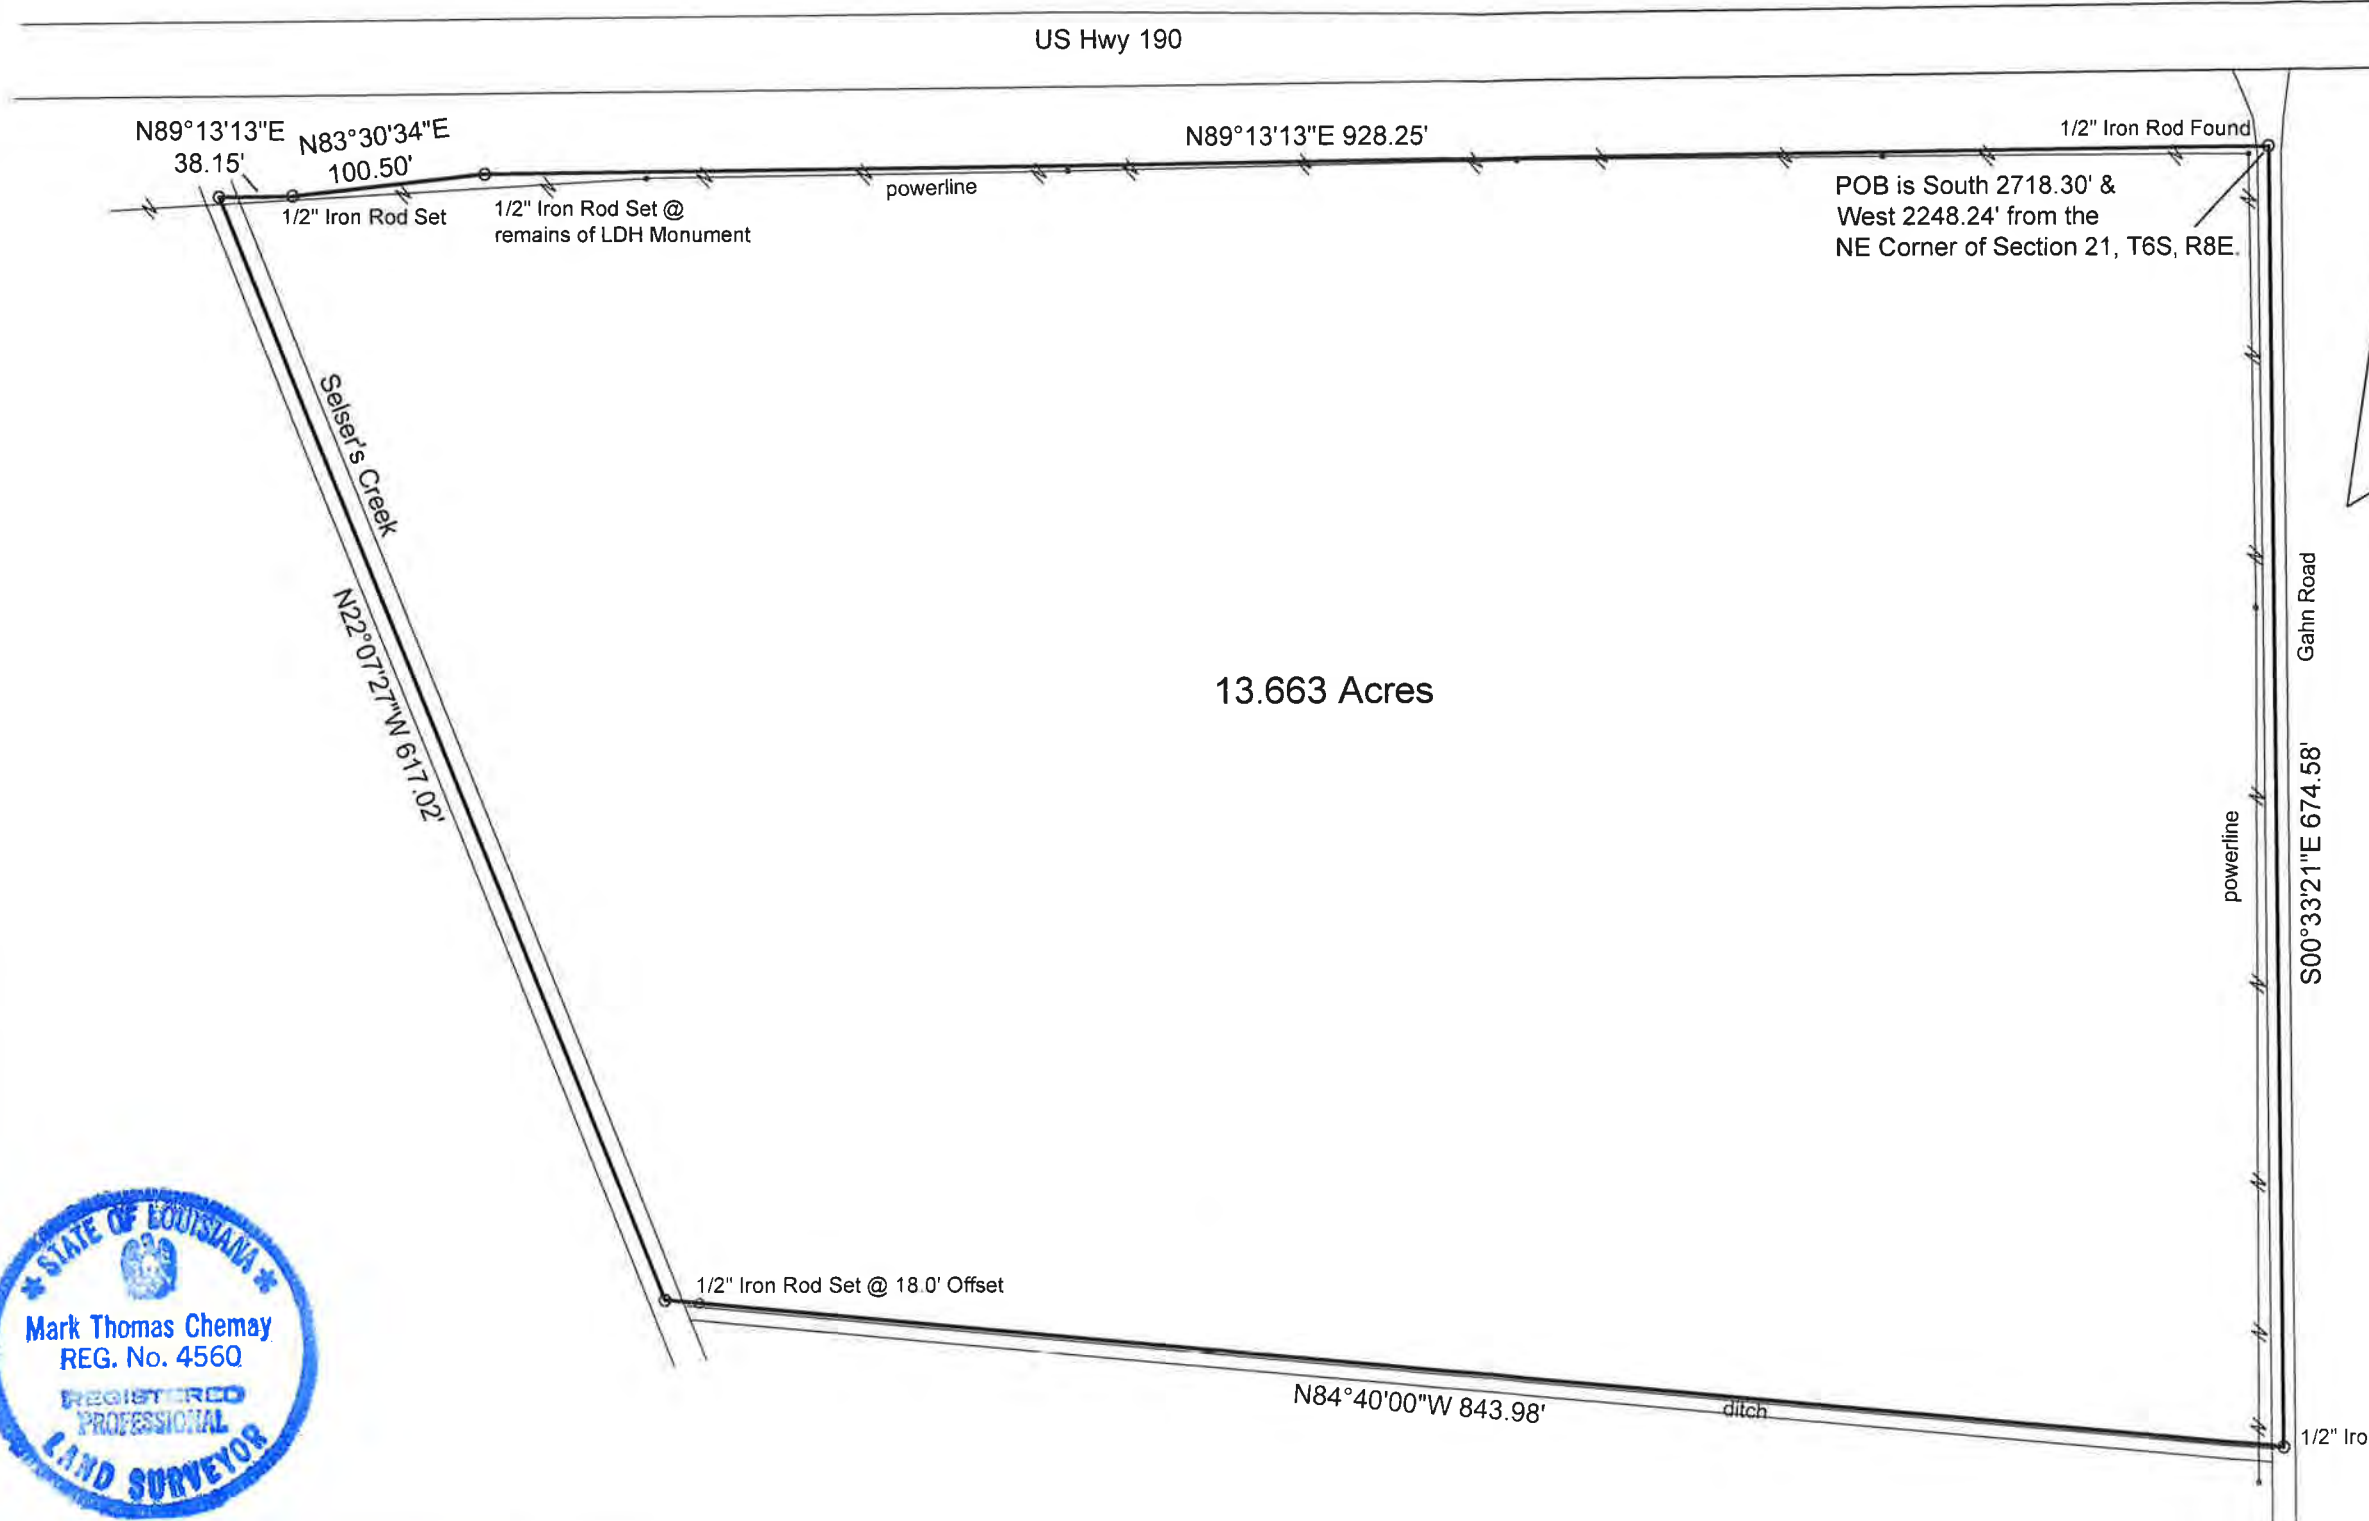 US Hwy 190
N89°13'13"E
38.15'
N83°30'34"E
100.50'
N89°13'13"E 928.25'
1/2" Iron Rod Found
powerline
1/2" Iron Rod Set
1/2" Iron Rod Set @
remains of LDH Monument
POB is South 2718.30' &
West 2248.24' from the
NE Corner of Section 21, T6S, R8E.
Selser's Creek
N22°07'27"W 617.02'
13.663 Acres
Gahn Road
S00°33'21"E 674.58'
powerline
1/2" Iron Rod Set @ 18.0' Offset
N84°40'00"W 843.98'
ditch
1/2" Iro
STATE OF LOUISIANA
Mark Thomas Chemay
REG. No. 4560
REGISTERED
PROFESSIONAL
LAND SURVEYOR